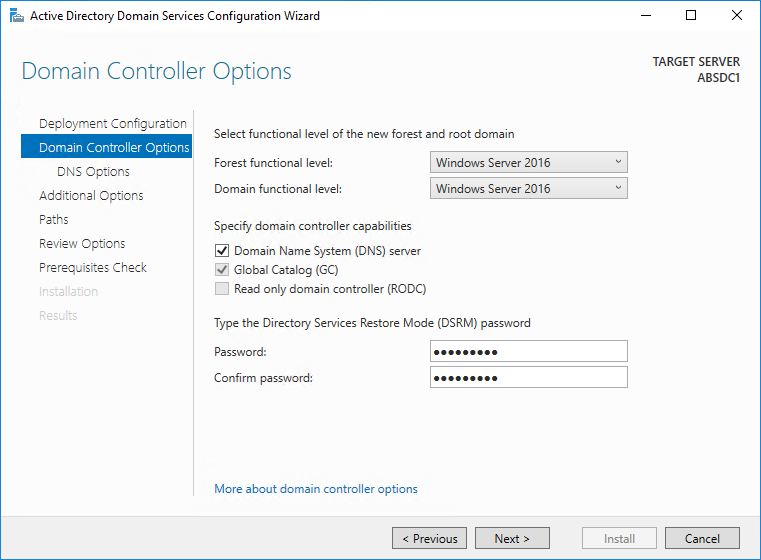 Active Directory Domain Services Configuration Wizard
Domain Controller Options
TARGET SERVER
ABSDC1
Deployment Configuration
Domain Controller Options
DNS Options
Additional Options
Paths
Review Options
Prerequisites Check
Installation
Results
Select functional level of the new forest and root domain
Forest functional level:
Windows Server 2016
Domain functional level:
Windows Server 2016
Specify domain controller capabilities
Domain Name System (DNS) server
Global Catalog (GC)
Read only domain controller (RODC)
Type the Directory Services Restore Mode (DSRM) password
Password:
●●●●●●●●●
Confirm password:
●●●●●●●●●
More about domain controller options
< Previous
Next >
Install
Cancel